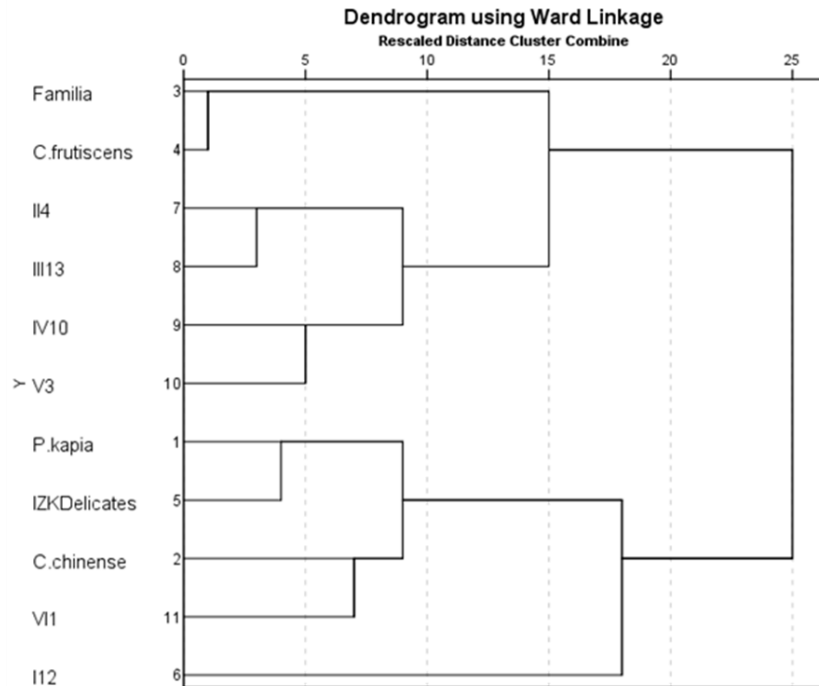 Dendrogram using Ward Linkage
Rescaled Distance Cluster Combine
0 5 10 15 20 25
Familia 3
C.frutiscens 4
II4 7
III13 8
IV10 9
Y V3 10
P.kapia 1
IZKDelicates 5
C.chinense 2
VI1 11
I12 6